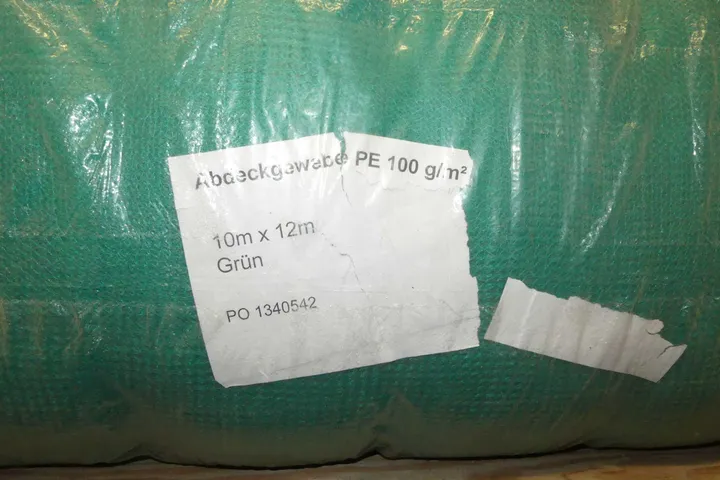 Abdeckgewebe PE 100 g/m²
10m x 12m
Grün
PO 1340542